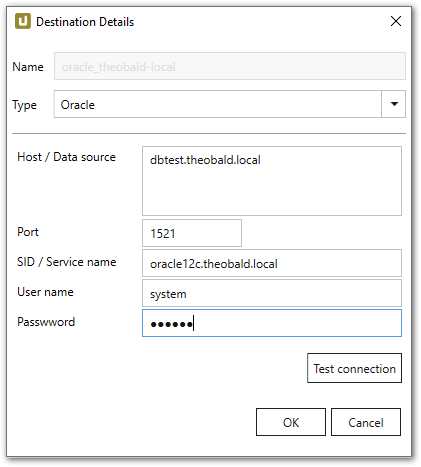 U Destination Details
Name oracle_theobald-local
Type Oracle
Host / Data source dbtest.theobald.local
Port 1521
SID / Service name oracle12c.theobald.local
User name system
Passwword ●●●●●●
Test connection
OK Cancel